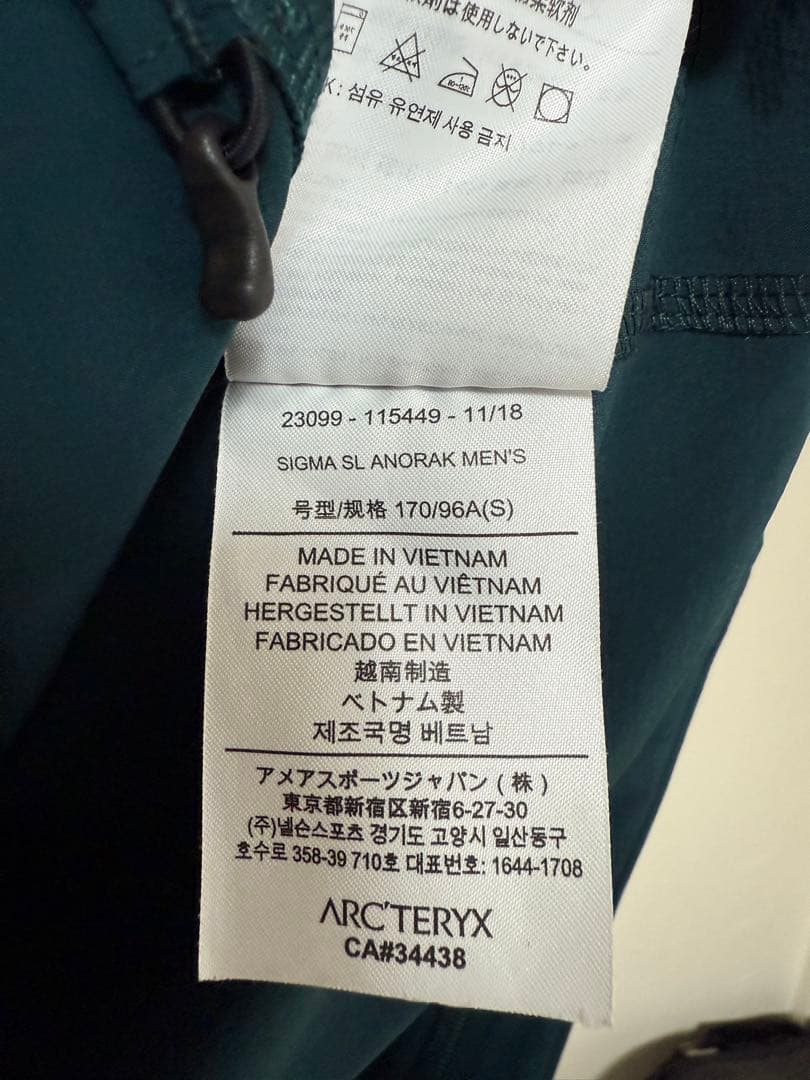 柔软剂
剤は使用しないで下さい。
: 섬유 유연제 사용 금지
23099 - 115449 - 11/18
SIGMA SL ANORAK MEN'S
号型/规格 170/96A(S)
MADE IN VIETNAM
FABRIQUÉ AU VIÊTNAM
HERGESTELLT IN VIETNAM
FABRICADO EN VIETNAM
越南制造
ベトナム製
제조국명 베트남
アメアスポーツジャパン ( 株 )
東京都新宿区新宿6-27-30
(주)넬슨스포츠 경기도 고양시 일산동구
호수로 358-39 710호 대표번호: 1644-1708
ARC'TERYX
CA#34438